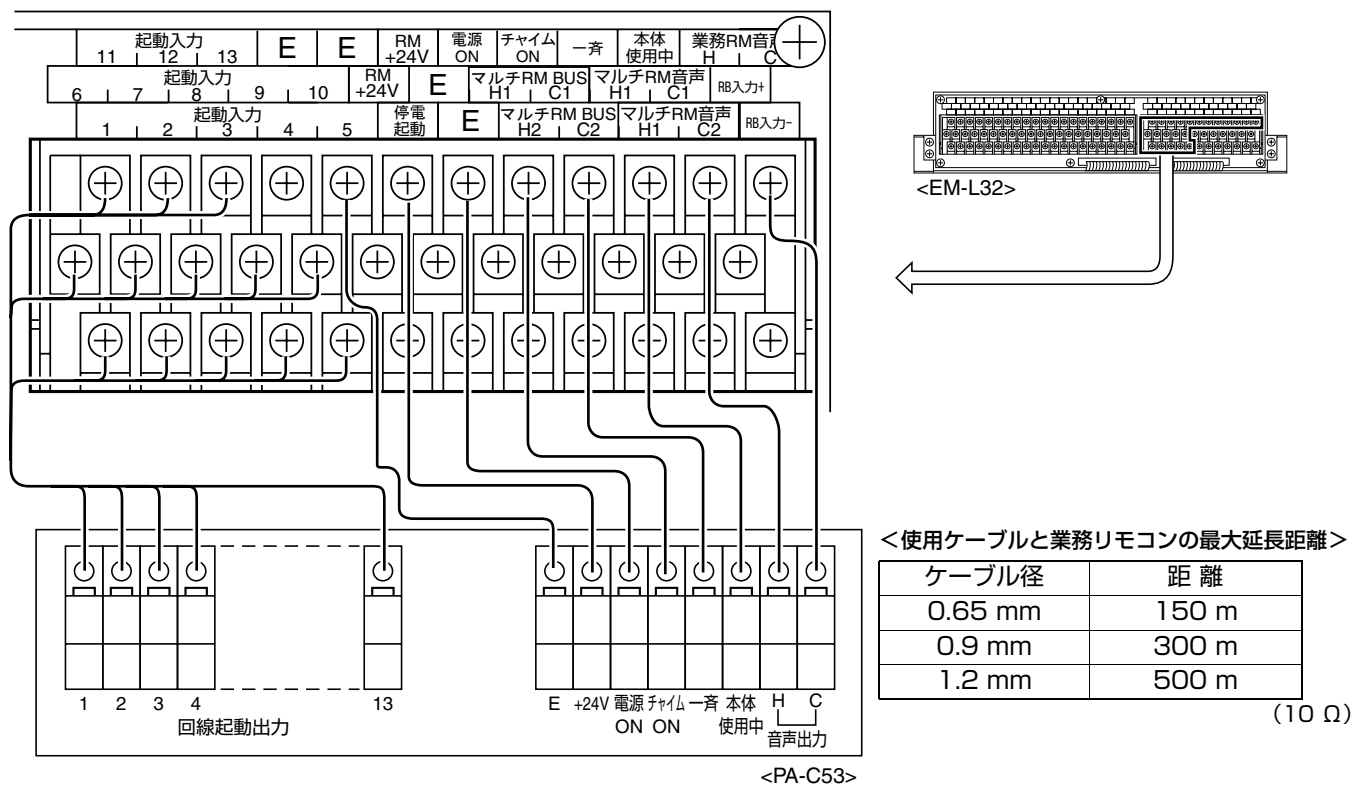 起動入力 E E RM 電源 チャイム 一斉 本体 業務RM音声
11 12 13 +24V ON ON 使用中 H C
起動入力 RM E マルチRM BUS マルチRM音声 RB入力+
6 7 8 9 10 +24V H1 C1 H1 C1
起動入力 停電 E マルチRM BUS マルチRM音声 RB入力-
1 2 3 4 5 起動 H2 C2 H1 C2
<EM-L32>
<使用ケーブルと業務リモコンの最大延長距離>
ケーブル径 距 離
0.65 mm 150 m
0.9 mm 300 m
1.2 mm 500 m
(10 Ω)
1 2 3 4 13 E +24V 電源 チャイム 一斉 本体 H C
回線起動出力 ON ON 使用中 音声出力
<PA-C53>